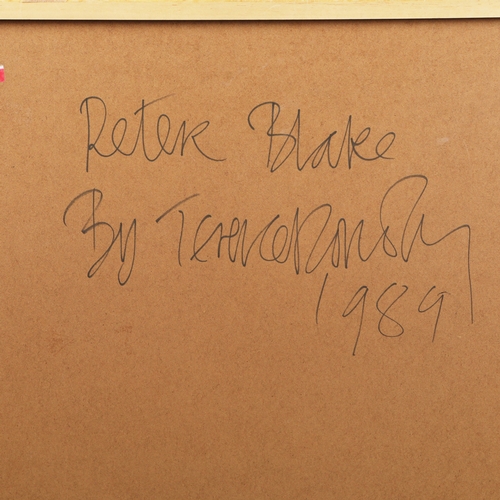 Peter Blake
By Terence Donovan
1989